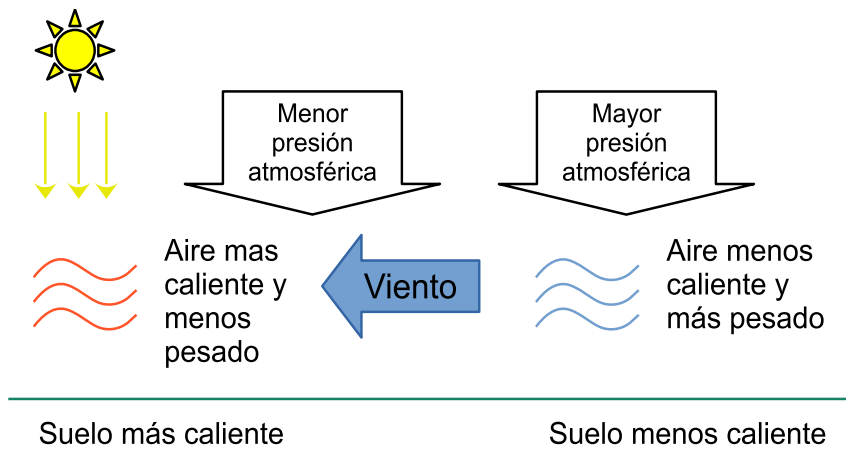 Menor
presión
atmosférica
Mayor
presión
atmosférica
Aire mas
caliente y
menos
pesado
Viento
Aire menos
caliente y
más pesado
Suelo más caliente
Suelo menos caliente